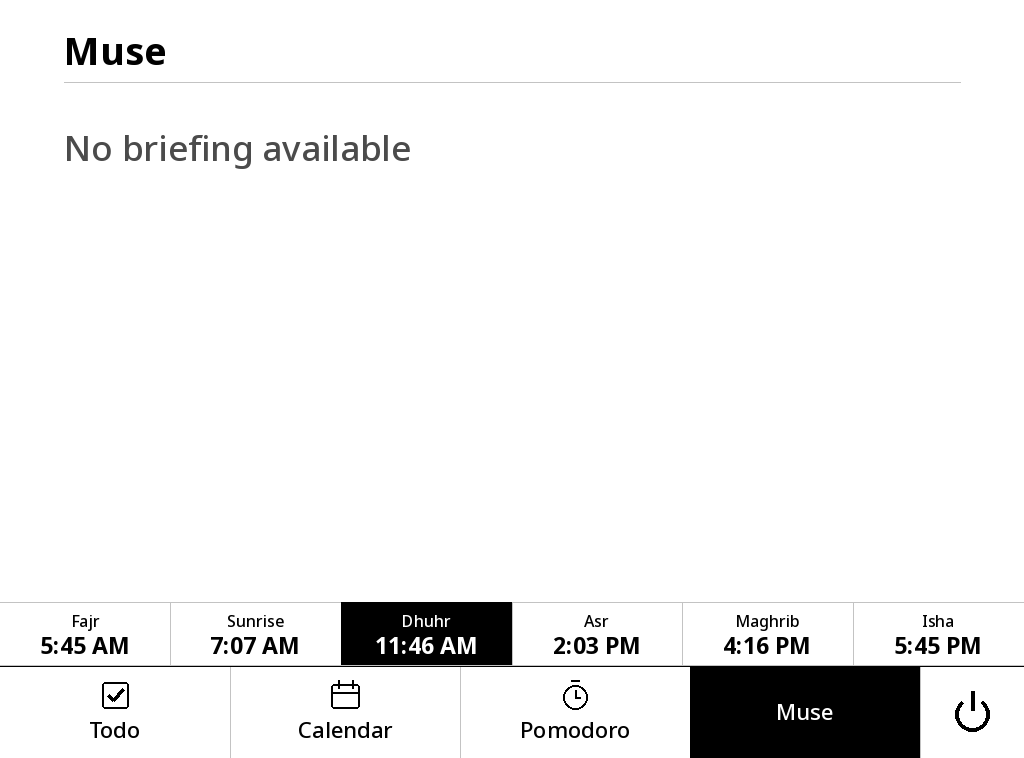 Muse
No briefing available
Fajr
5:45 AM
Sunrise
7:07 AM
Dhuhr
11:46 AM
Asr
2:03 PM
Maghrib
4:16 PM
Isha
5:45 PM
Todo
Calendar
Pomodoro
Muse